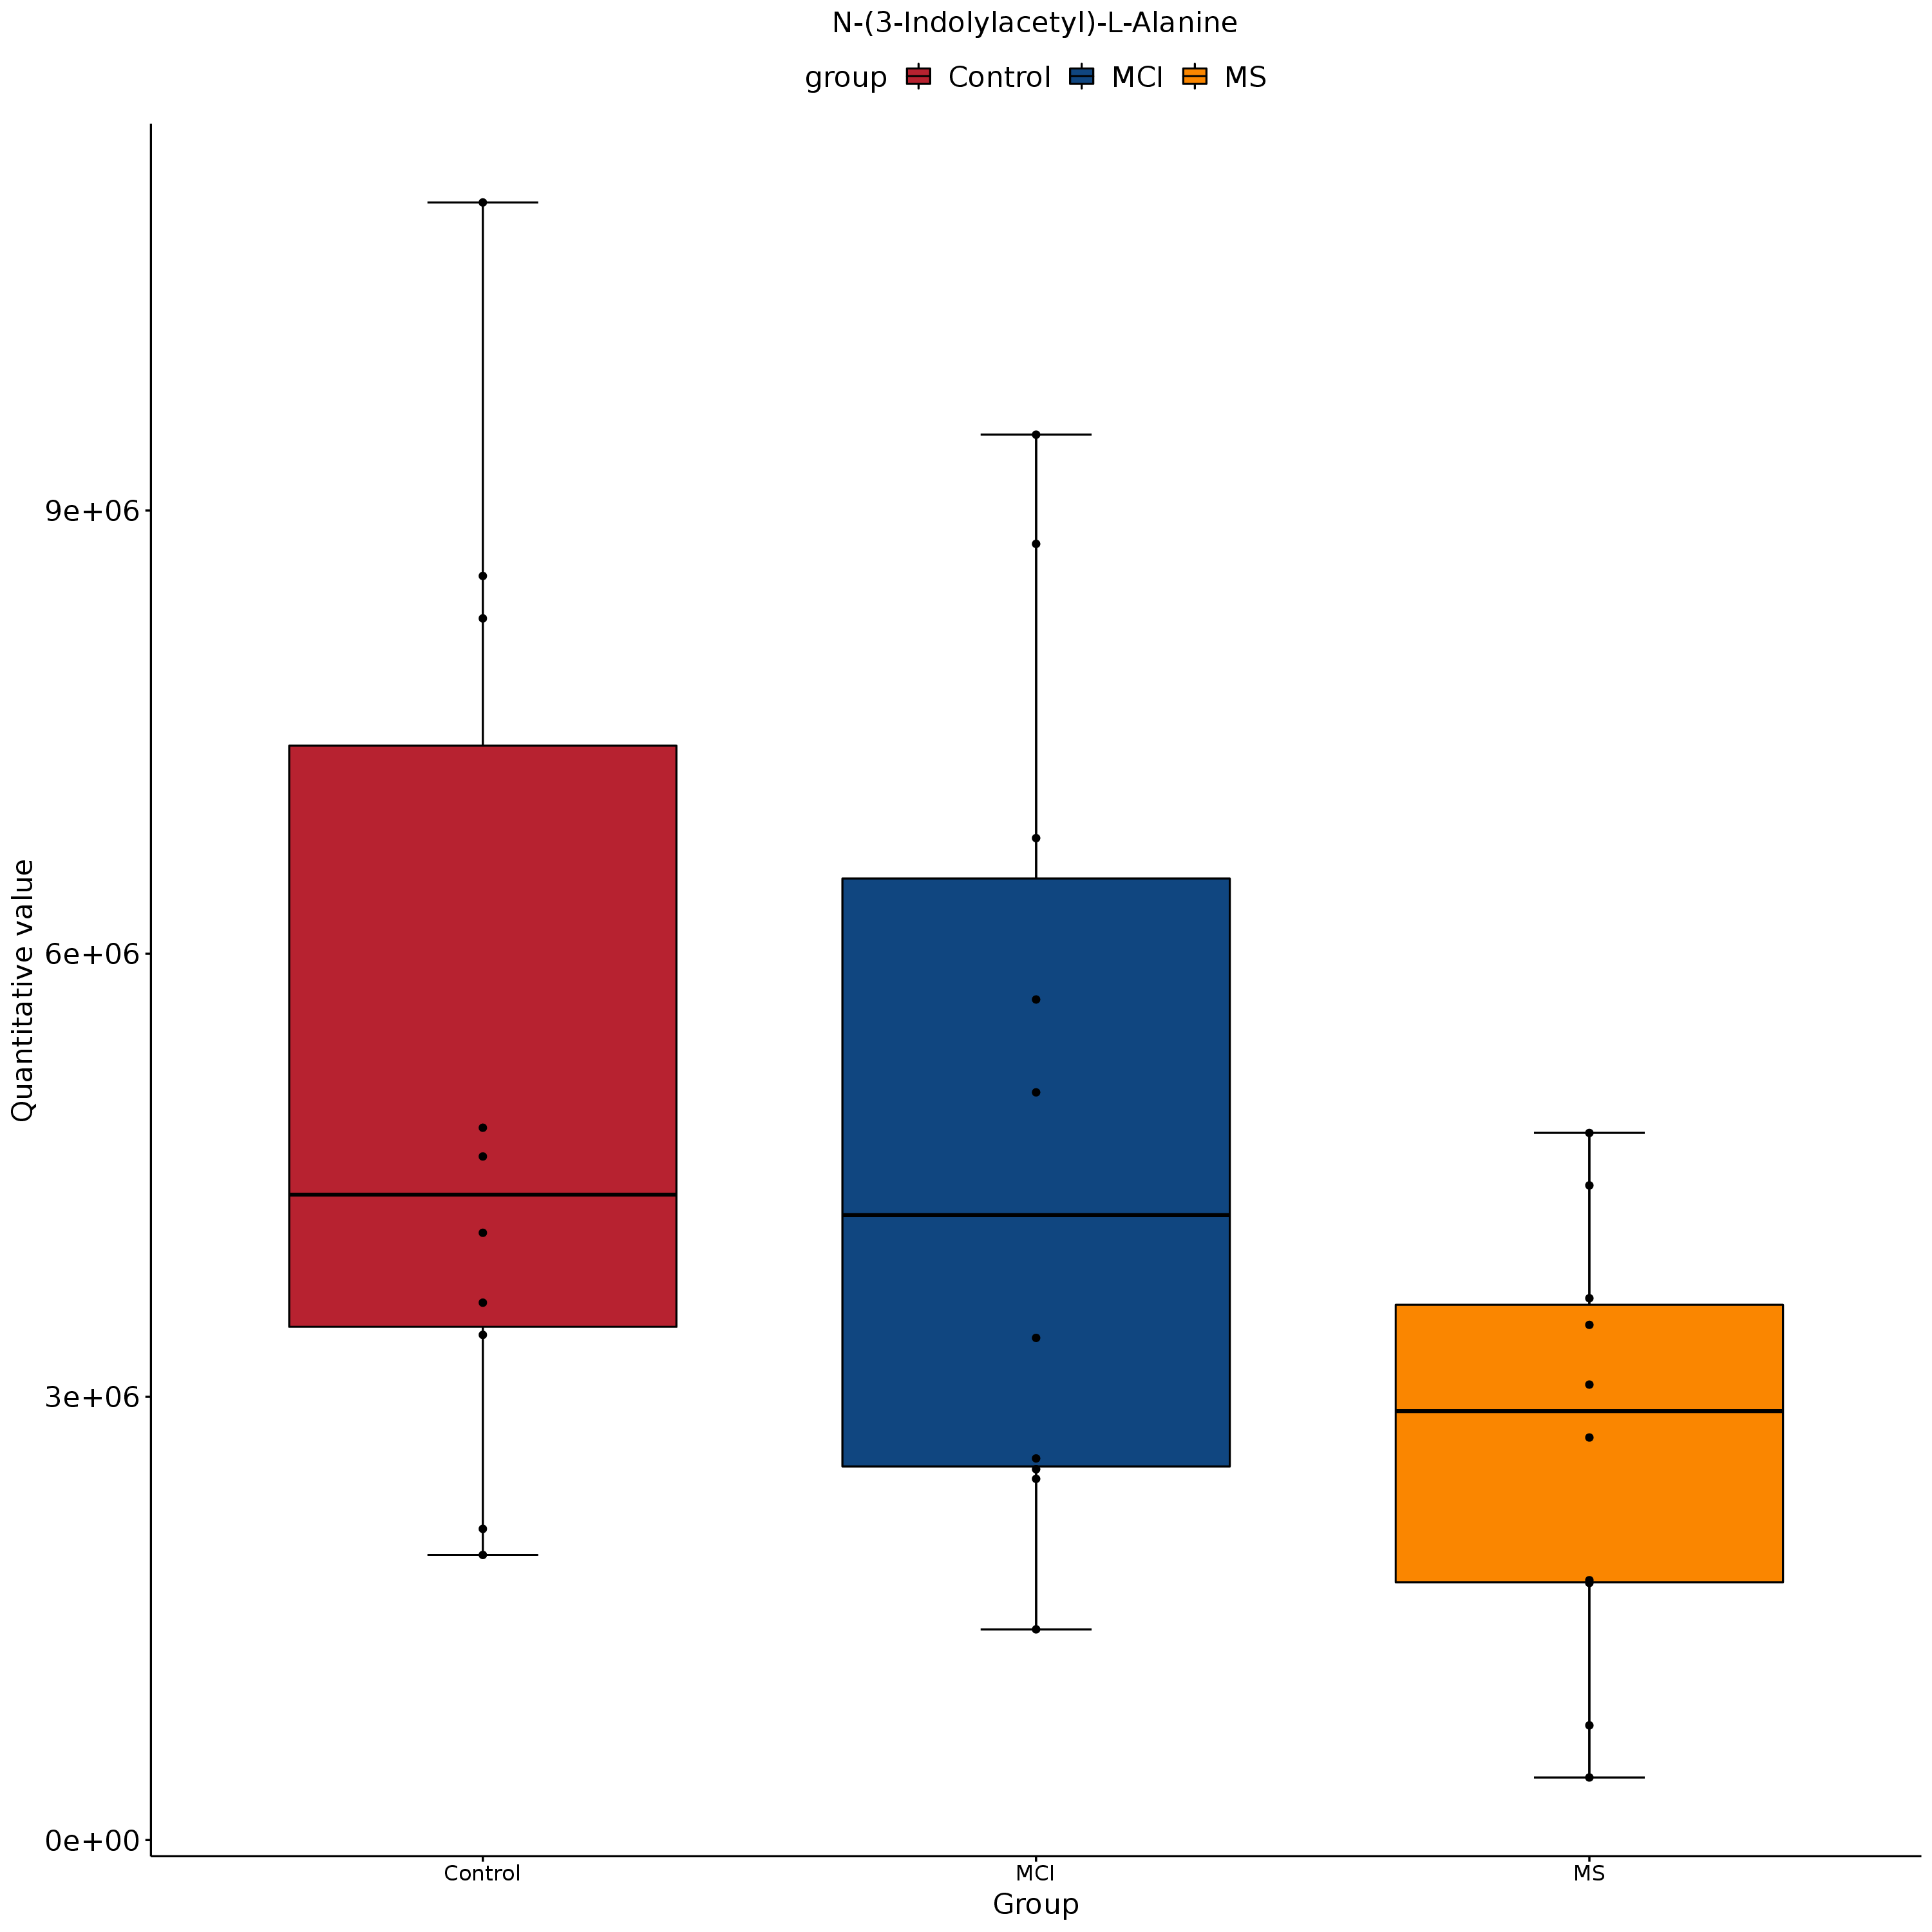 N-(3-Indolylacetyl)-L-Alanine
group Control MCI MS
Quantitative value
9e+06
6e+06
3e+06
0e+00
Control MCI MS
Group